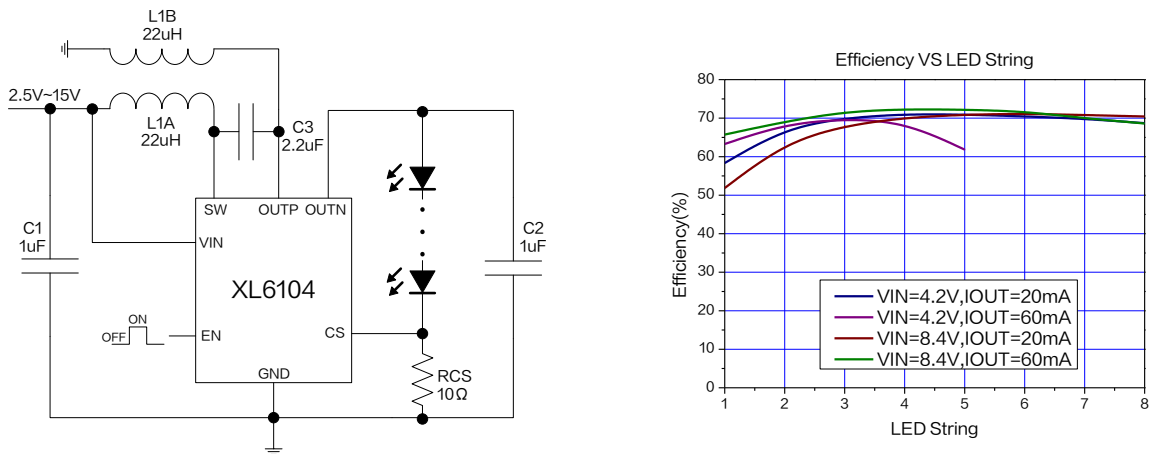 L1B
22uH
2.5V~15V
L1A
22uH
C3
2.2uF
SW
OUTP
OUTN
C1
1uF
VIN
C2
1uF
XL6104
ON
OFF
EN
CS
GND
RCS
10Ω
Efficiency VS LED String
80
70
60
50
40
30
20
10
0
Efficiency(%)
VIN=4.2V,IOUT=20mA
VIN=4.2V,IOUT=60mA
VIN=8.4V,IOUT=20mA
VIN=8.4V,IOUT=60mA
1 2 3 4 5 6 7 8
LED String